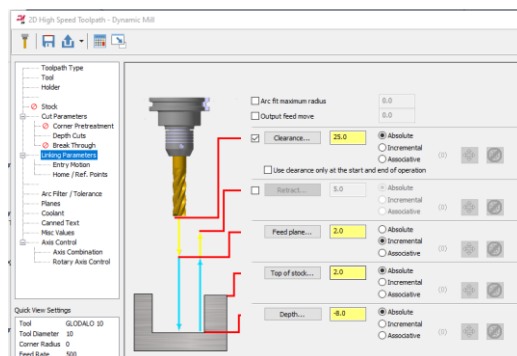 2D High Speed Toolpath - Dynamic Mill
Toolpath Type
Tool
Holder
Stock
Cut Parameters
Corner Pretreatment
Depth Cuts
Break Through
Linking Parameters
Entry Motion
Home / Ref. Points
Arc Filter / Tolerance
Planes
Coolant
Canned Text
Misc Values
Axis Control
Axis Combination
Rotary Axis Control
Quick View Settings
Tool GLODALO 10
Tool Diameter 10
Corner Radius 0
Feed Rate 500
Arc fit maximum radius 0.0
Output feed move 0.0
Clearance... 25.0 Absolute
Incremental
Associative (0)
Use clearance only at the start and end of operation
Retract... 5.0 Absolute
Incremental
Associative
Feed plane... 2.0 Absolute
Incremental
Associative (0)
Top of stock... 2.0 Absolute
Incremental
Associative (0)
Depth... -8.0 Absolute
Incremental
Associative (0)